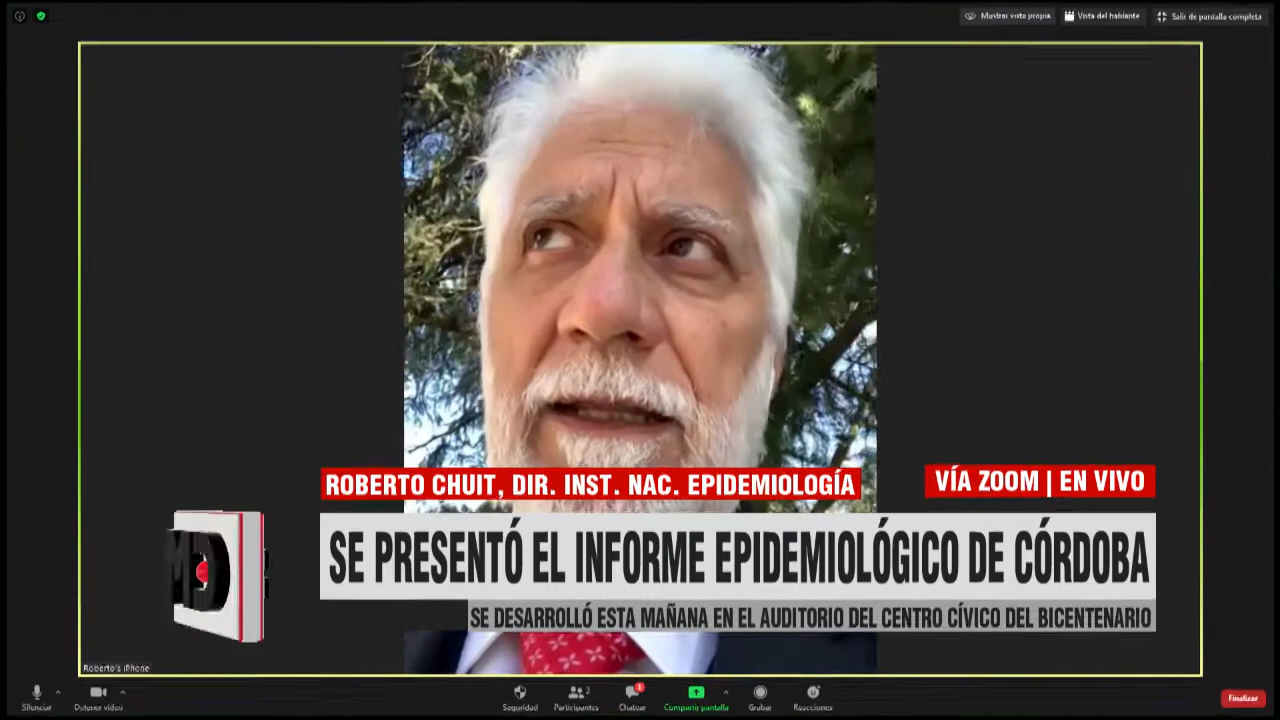 Mostrar vista propia
Vista del hablante
Salir de pantalla completa
ROBERTO CHUIT, DIR. INST. NAC. EPIDEMIOLOGÍA
VÍA ZOOM | EN VIVO
SE PRESENTÓ EL INFORME EPIDEMIOLÓGICO DE CÓRDOBA
SE DESARROLLÓ ESTA MAÑANA EN EL AUDITORIO DEL CENTRO CÍVICO DEL BICENTENARIO
Roberto's iPhone
Silenciar
Detener video
Seguridad
2
Participantes
1
Chatear
Compartir pantalla
Grabar
Reacciones
Finalizar